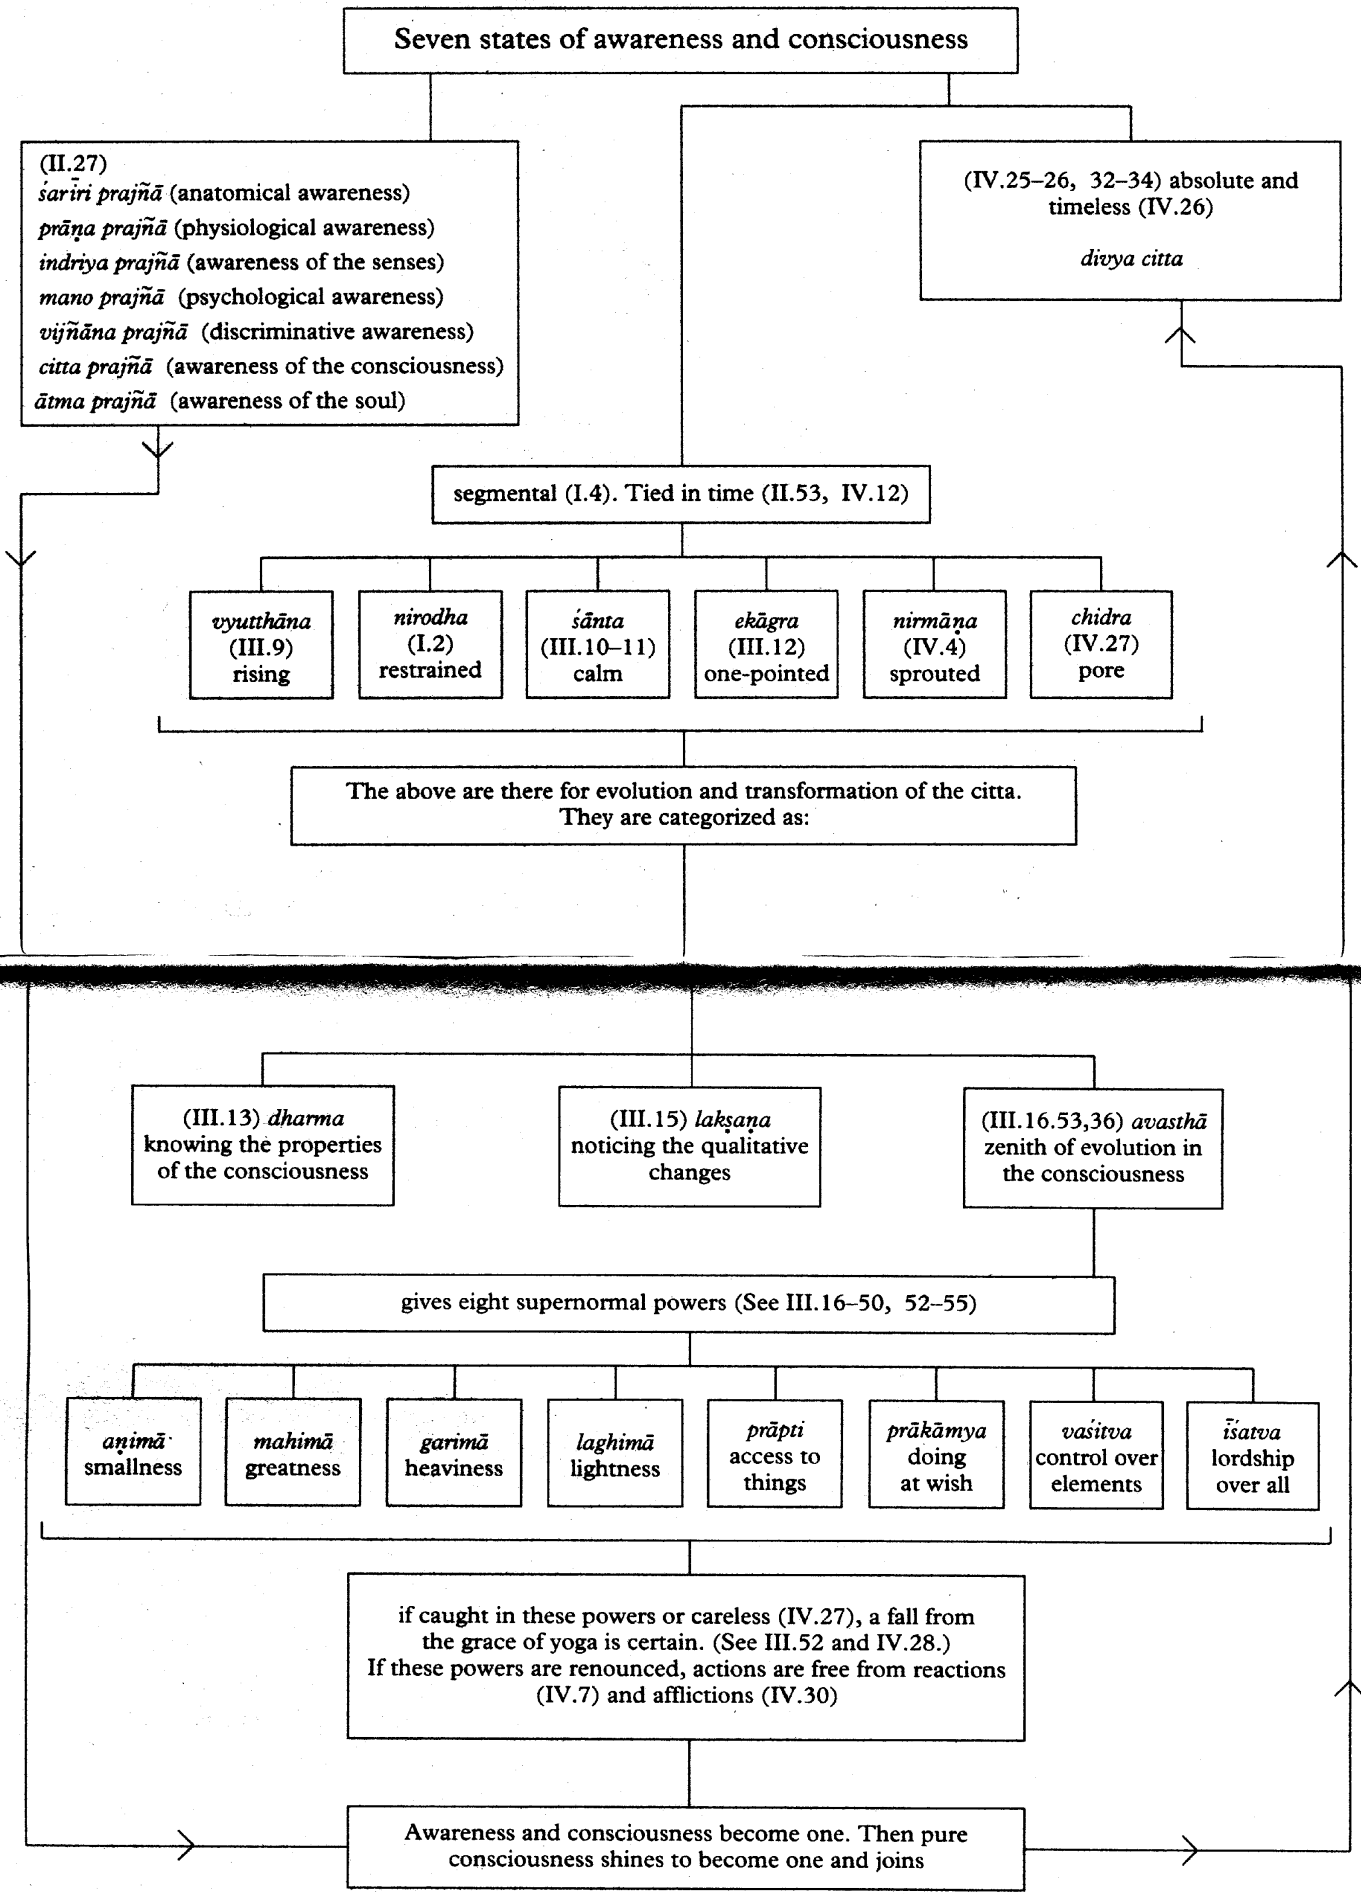 Seven states of awareness and consciousness
(II.27)
śarīri prajñā (anatomical awareness)
prāṇa prajñā (physiological awareness)
indriya prajñā (awareness of the senses)
mano prajñā (psychological awareness)
vijñāna prajñā (discriminative awareness)
citta prajñā (awareness of the consciousness)
ātma prajñā (awareness of the soul)
(IV.25–26, 32–34) absolute and
timeless (IV.26)
divya citta
segmental (I.4). Tied in time (II.53, IV.12)
vyutthāna
(III.9)
rising
nirodha
(I.2)
restrained
śānta
(III.10–11)
calm
ekāgra
(III.12)
one-pointed
nirmāṇa
(IV.4)
sprouted
chidra
(IV.27)
pore
The above are there for evolution and transformation of the citta.
They are categorized as:
(III.13) dharma
knowing the properties
of the consciousness
(III.15) lakṣaṇa
noticing the qualitative
changes
(III.16.53,36) avasthā
zenith of evolution in
the consciousness
gives eight supernormal powers (See III.16–50, 52–55)
aṇimā
smallness
mahimā
greatness
garimā
heaviness
laghimā
lightness
prāpti
access to
things
prākāmya
doing
at wish
vaśitva
control over
elements
īśatva
lordship
over all
if caught in these powers or careless (IV.27), a fall from
the grace of yoga is certain. (See III.52 and IV.28.)
If these powers are renounced, actions are free from reactions
(IV.7) and afflictions (IV.30)
Awareness and consciousness become one. Then pure
consciousness shines to become one and joins